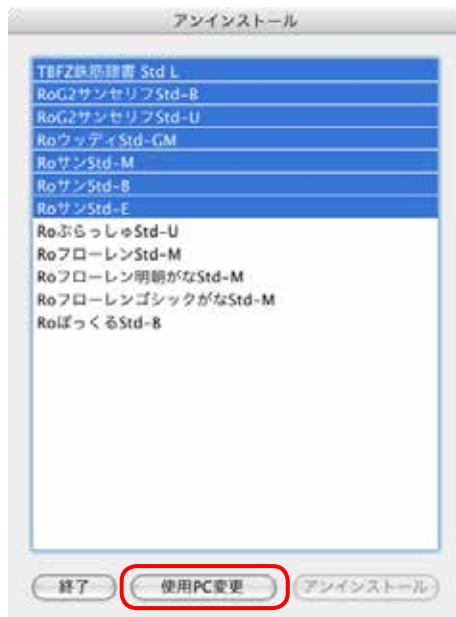 アンインストール
TBFZ鉄筋隷書 Std L
RoG2サンセリフStd-B
RoG2サンセリフStd-U
RoウッディStd-GM
RoサンStd-M
RoサンStd-B
RoサンStd-E
RoぶらっしゅStd-U
RoフローレンStd-M
Roフローレン明朝がなStd-M
RoフローレンゴシックがなStd-M
RoぽっくるStd-B
終了 使用PC変更 アンインストール